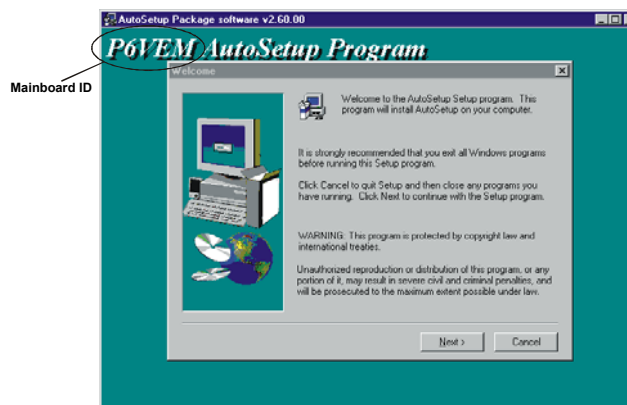 AutoSetup Package software v2.60.00
P6VEM AutoSetup Program
Mainboard ID
Welcome
Welcome to the AutoSetup Setup program. This
program will install AutoSetup on your computer.
It is strongly recommended that you exit all Windows programs
before running this Setup program.
Click Cancel to quit Setup and then close any programs you
have running. Click Next to continue with the Setup program.
WARNING: This program is protected by copyright law and
international treaties.
Unauthorized reproduction or distribution of this program, or any
portion of it, may result in severe civil and criminal penalties, and
will be prosecuted to the maximum extent possible under law.
Next >
Cancel